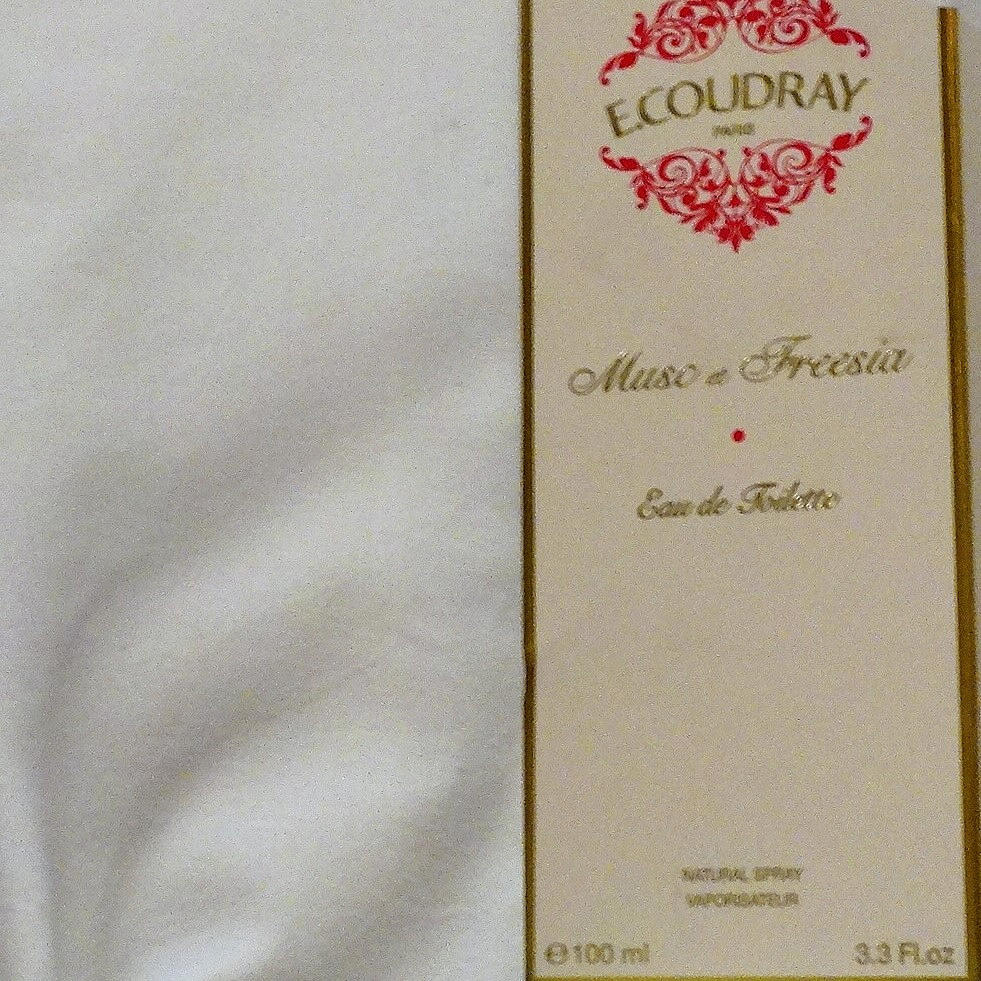 E.COUDRAY
PARIS
Musc et Freesia
Eau de Toilette
NATURAL SPRAY
VAPORISATEUR
℮100 ml 3.3 Fl.oz